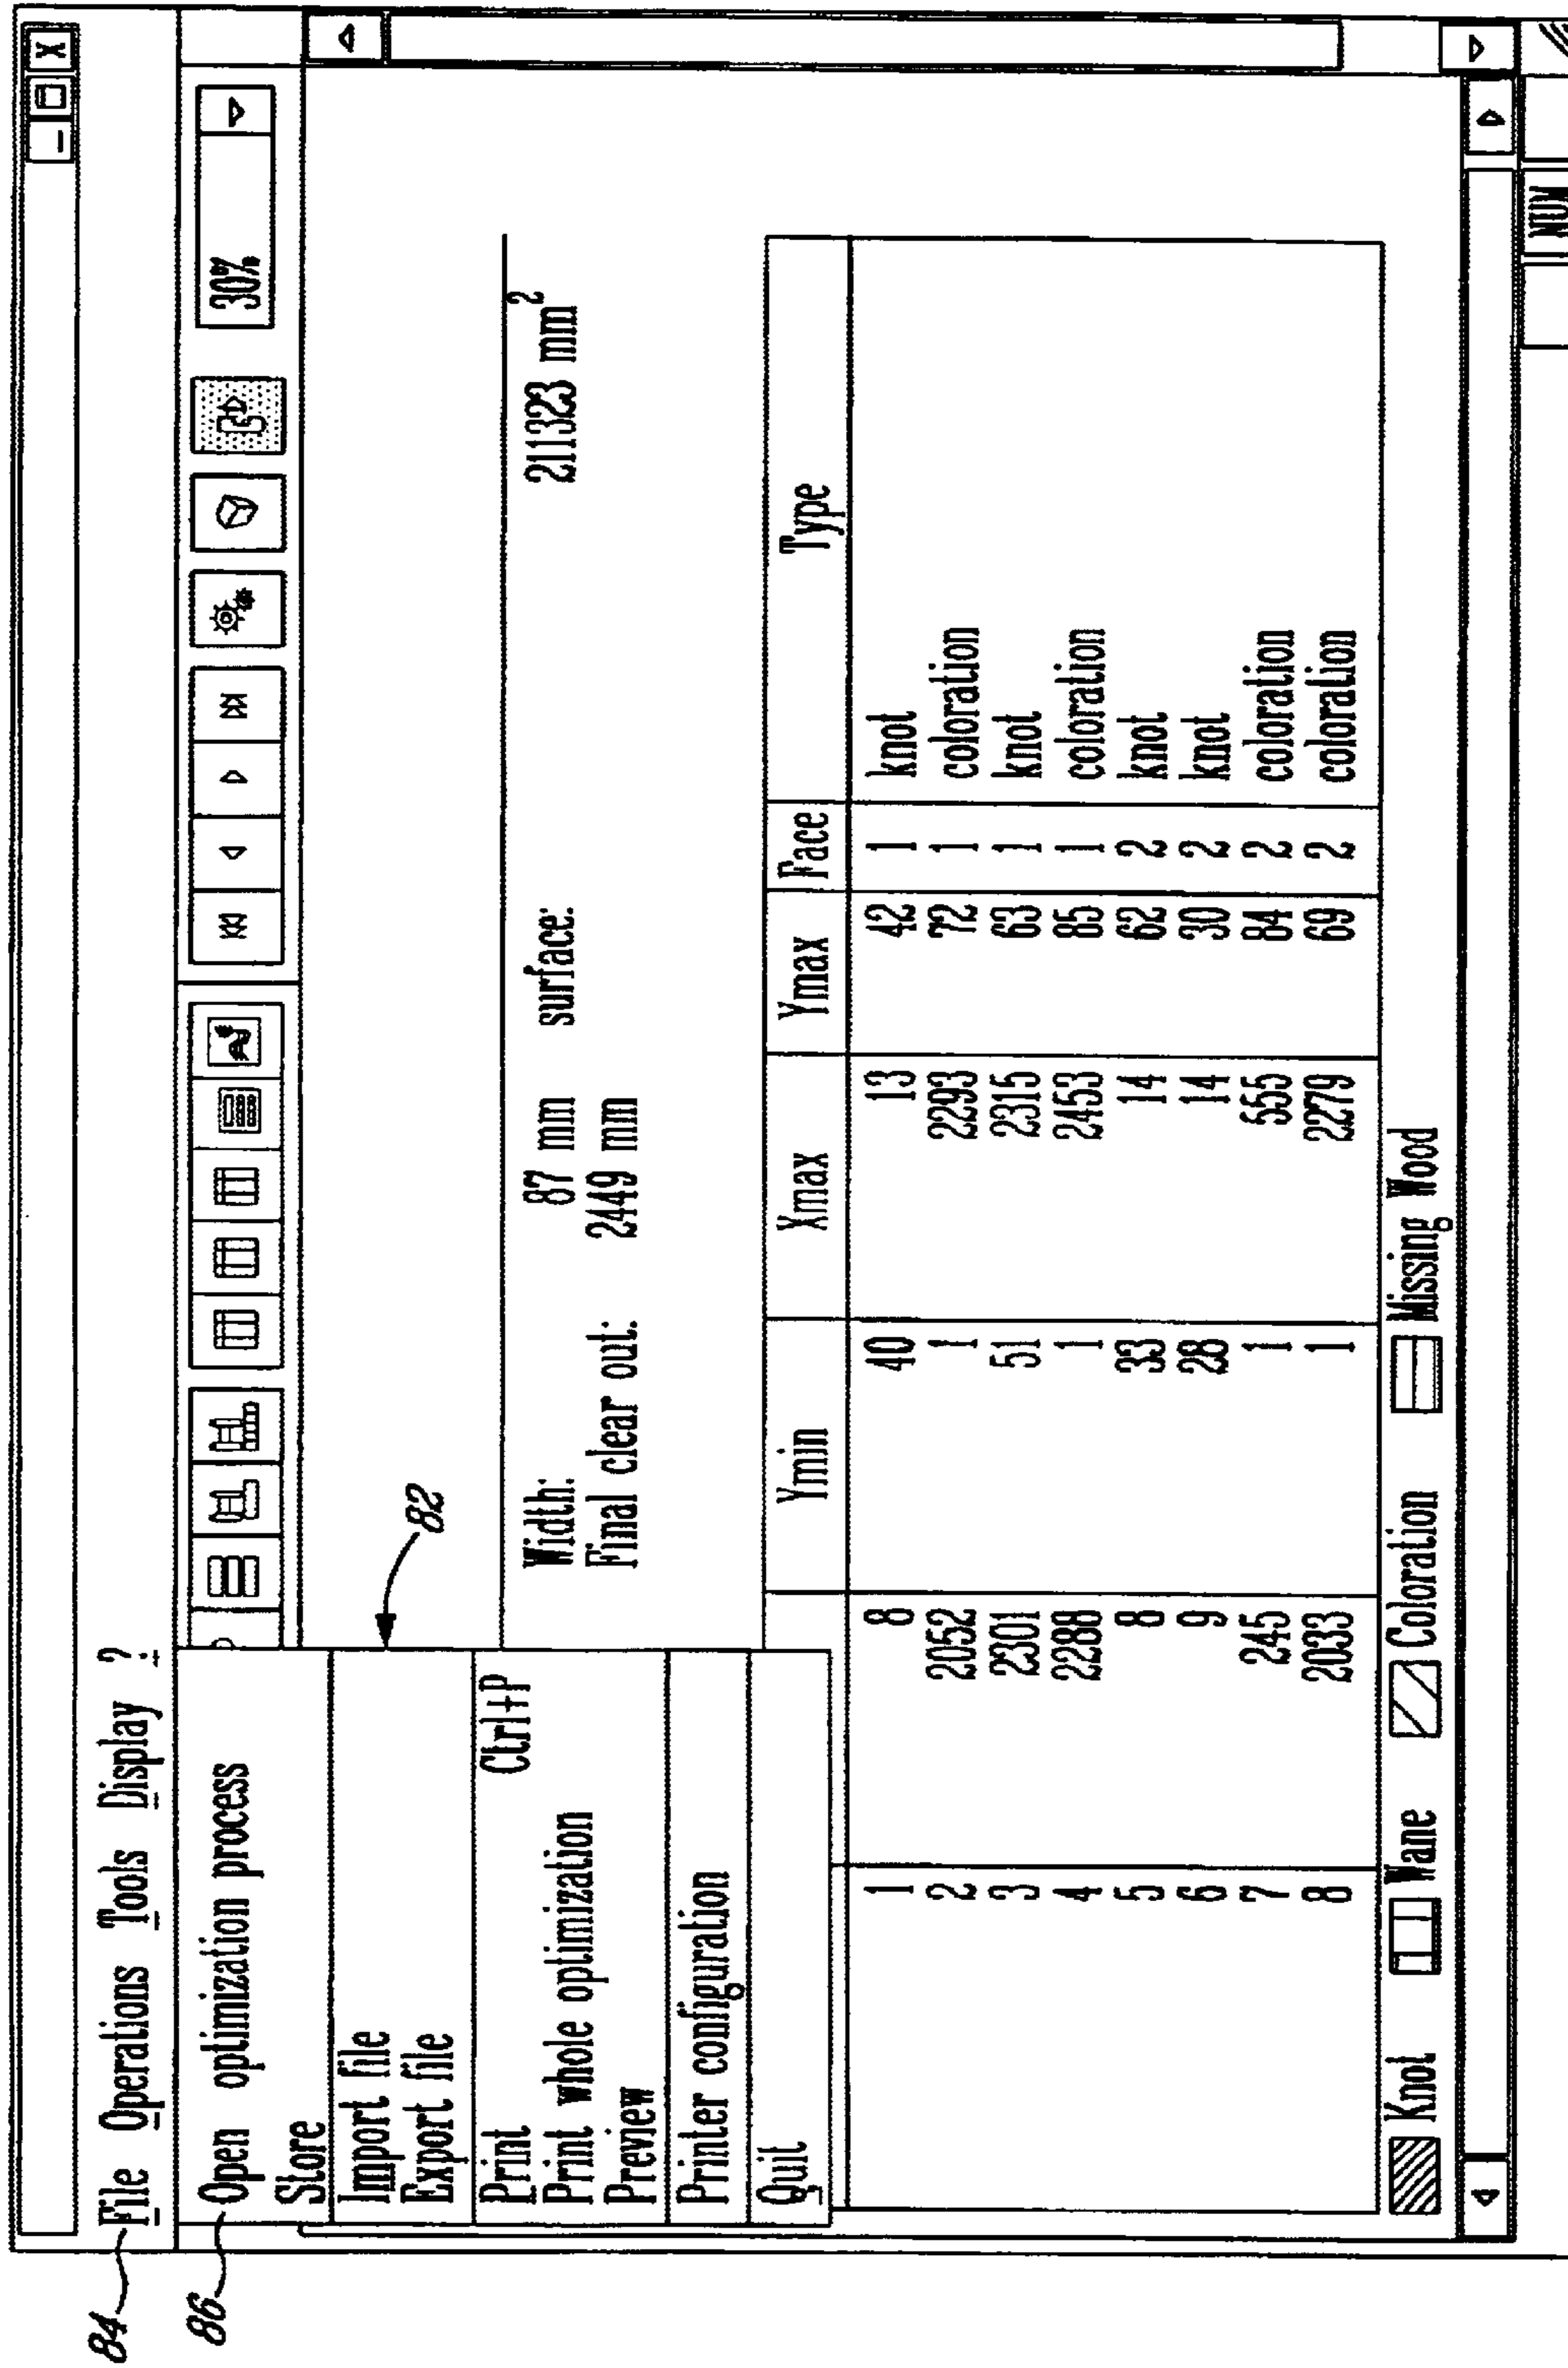 X
84
File Operations Tools Display ?
86
Open optimization process
Store
Import file
Export file
Print Ctrl+P
Print whole optimization
Preview
Printer configuration
Quit
82
30%
Width: 87 mm surface: 211323 mm²
Final clear out: 2449 mm
Ymin Xmax Ymax Face Type
1 8 40 13 42 1 knot
2 2052 1 2293 72 1 coloration
3 2301 51 2315 63 1 knot
4 2288 1 2453 85 1 coloration
5 8 33 14 62 2 knot
6 9 28 14 30 2 knot
7 245 1 555 84 2 coloration
8 2033 1 2279 69 2 coloration
Knot Wane Coloration Missing Wood
NUM